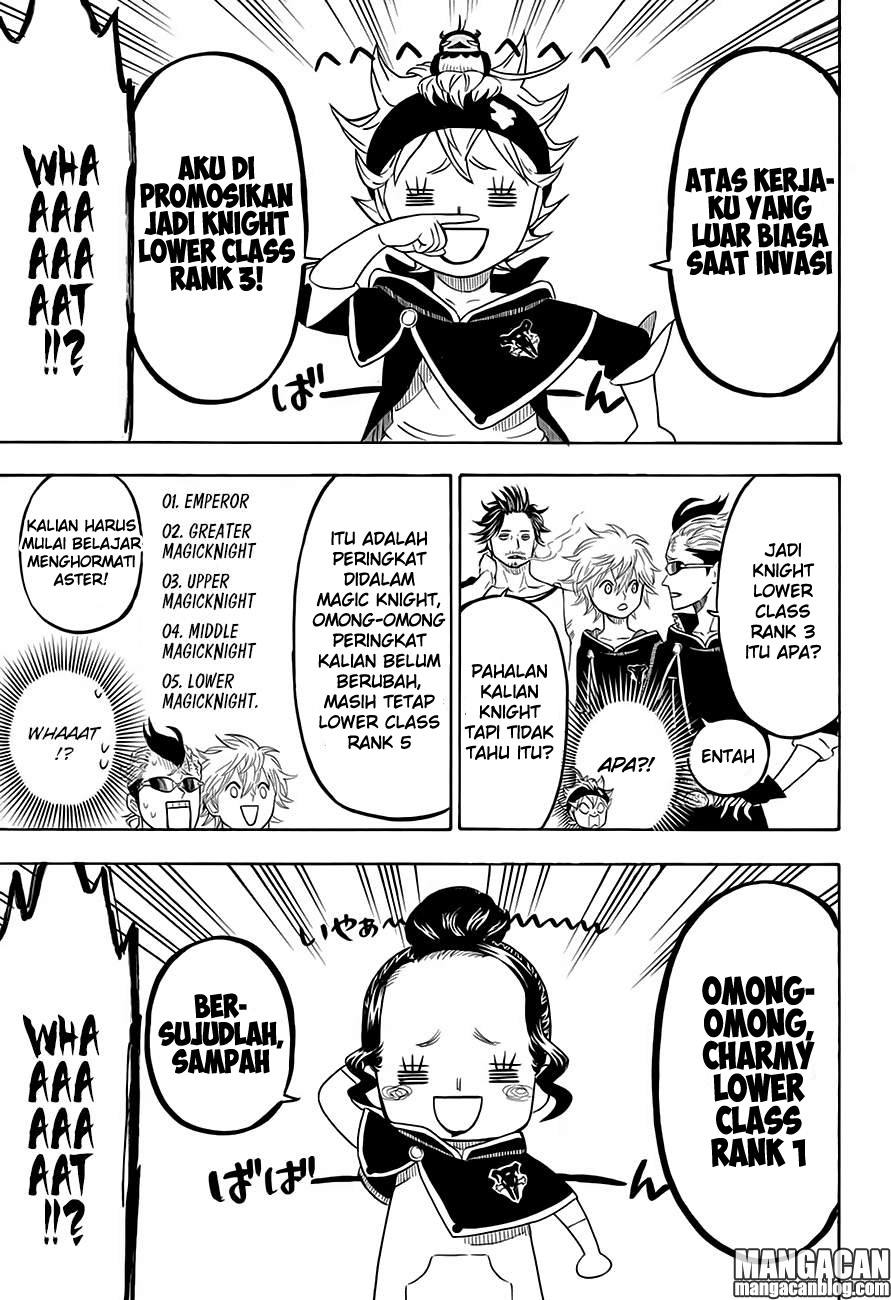 ATAS KERJA-
KU YANG
LUAR BIASA
SAAT INVASI
AKU DI
PROMOSIKAN
JADI KNIGHT
LOWER CLASS
RANK 3!
ばーん
WHA
AAA
AAA
AAT
!!?
JADI
KNIGHT
LOWER
CLASS
RANK 3
ITU APA?
ENTAH
PAHALAN
KALIAN
KNIGHT
TAPI TIDAK
TAHU ITU?
APA?!
ITU ADALAH
PERINGKAT
DIDALAM
MAGIC KNIGHT,
OMONG-OMONG
PERINGKAT
KALIAN BELUM
BERUBAH,
MASIH TETAP
LOWER CLASS
RANK 5
01. EMPEROR
02. GREATER
MAGICKNIGHT
03. UPPER
MAGICKNIGHT
04. MIDDLE
MAGICKNIGHT
05. LOWER
MAGICKNIGHT.
KALIAN HARUS
MULAI BELAJAR
MENGHORMATI
ASTER!
WHAAAT
!?
OMONG-
OMONG,
CHARMY
LOWER
CLASS
RANK 1
いやぁ〜
BER-
SUJUDLAH,
SAMPAH
ばばーん
WHA
AAA
AAA
AAT
!!?
MANGACAN
mangacanblog.com